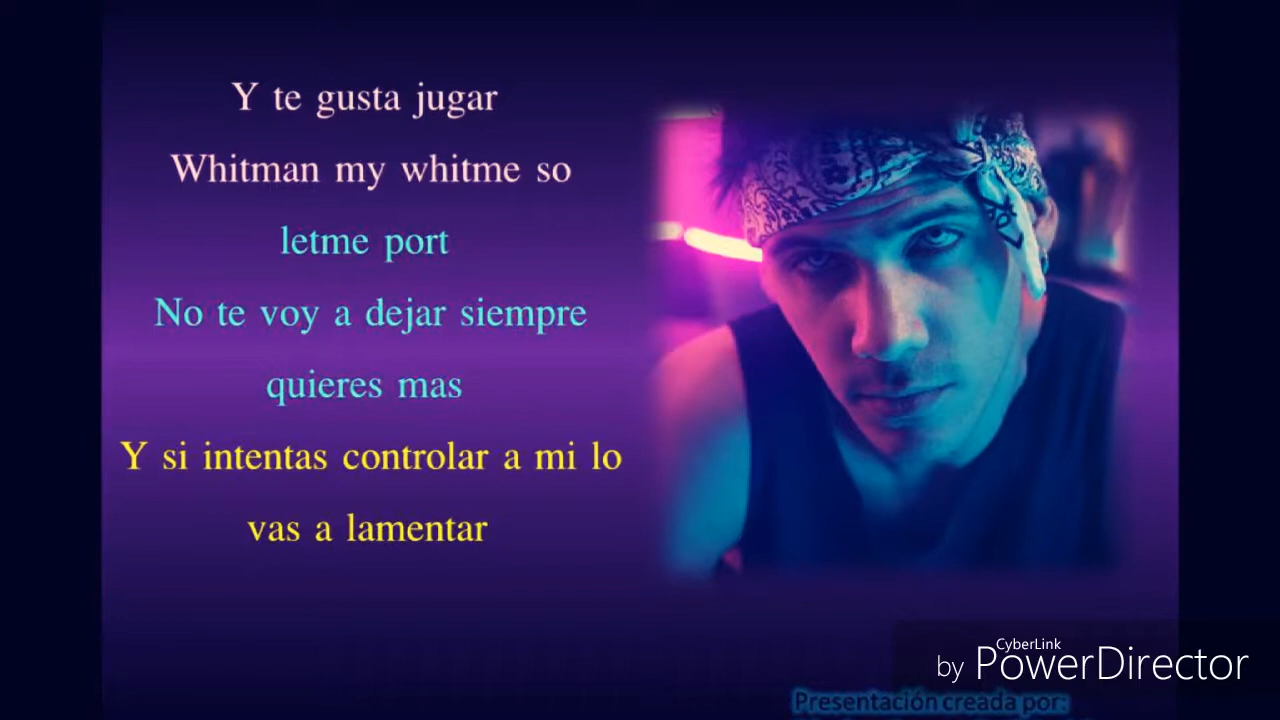 Y te gusta jugar
Whitman my whitme so
letme port
No te voy a dejar siempre
quieres mas
Y si intentas controlar a mi lo
vas a lamentar
CyberLink
by PowerDirector
Presentación creada por: